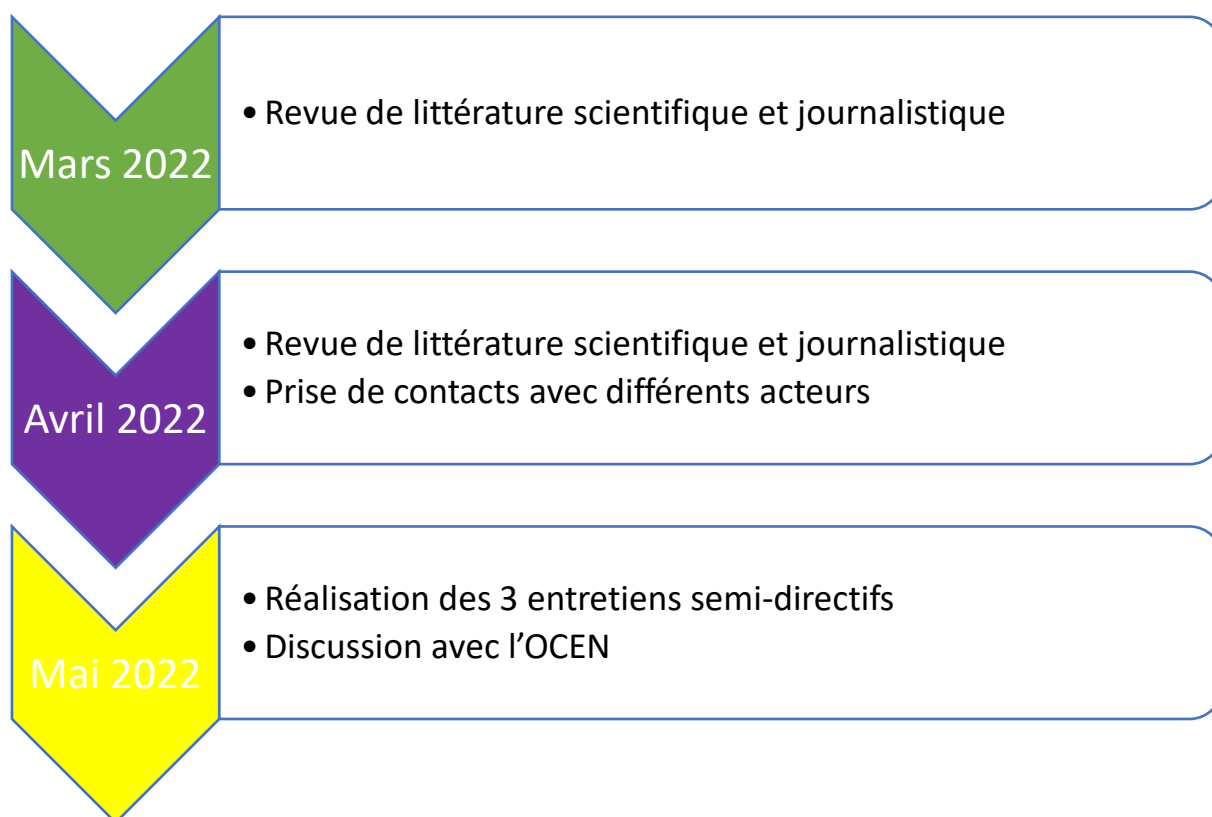 Mars 2022
• Revue de littérature scientifique et journalistique
Avril 2022
• Revue de littérature scientifique et journalistique
• Prise de contacts avec différents acteurs
Mai 2022
• Réalisation des 3 entretiens semi-directifs
• Discussion avec l’OCEN